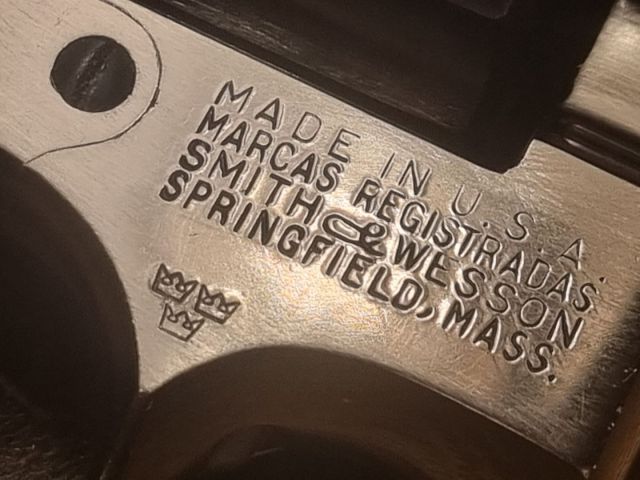 MADE IN U.S.A.
MARCAS REGISTRADAS.
SMITH & WESSON
SPRINGFIELD, MASS.